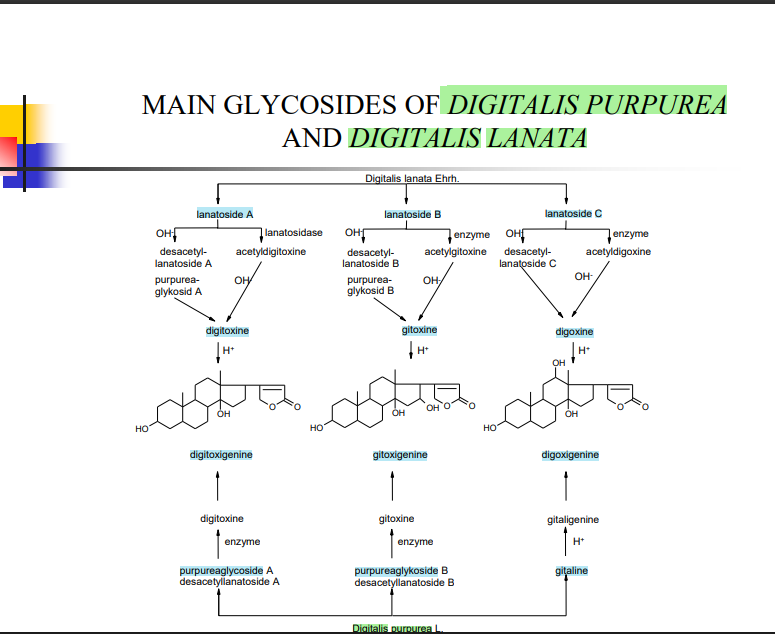 MAIN GLYCOSIDES OF DIGITALIS PURPUREA
AND DIGITALIS LANATA
Digitalis lanata Ehrh.
lanatoside A
lanatoside B
lanatoside C
OH-
lanatosidase
OH-
enzyme
OH-
enzyme
desacetyl-
lanatoside A
acetyldigitoxine
desacetyl-
lanatoside B
acetylgitoxine
desacetyl-
lanatoside C
acetyldigoxine
purpurea-
glykosid A
OH-
purpurea-
glykosid B
OH-
OH-
digitoxine
gitoxine
digoxine
H+
H+
H+
OH
OH
O
O
HO
OH
OH
O
O
HO
OH
O
O
HO
digitoxigenine
gitoxigenine
digoxigenine
digitoxine
gitoxine
gitaligenine
enzyme
enzyme
H+
purpureaglycoside A
desacetyllanatoside A
purpureaglykoside B
desacetyllanatoside B
gitaline
Digitalis purpurea L.